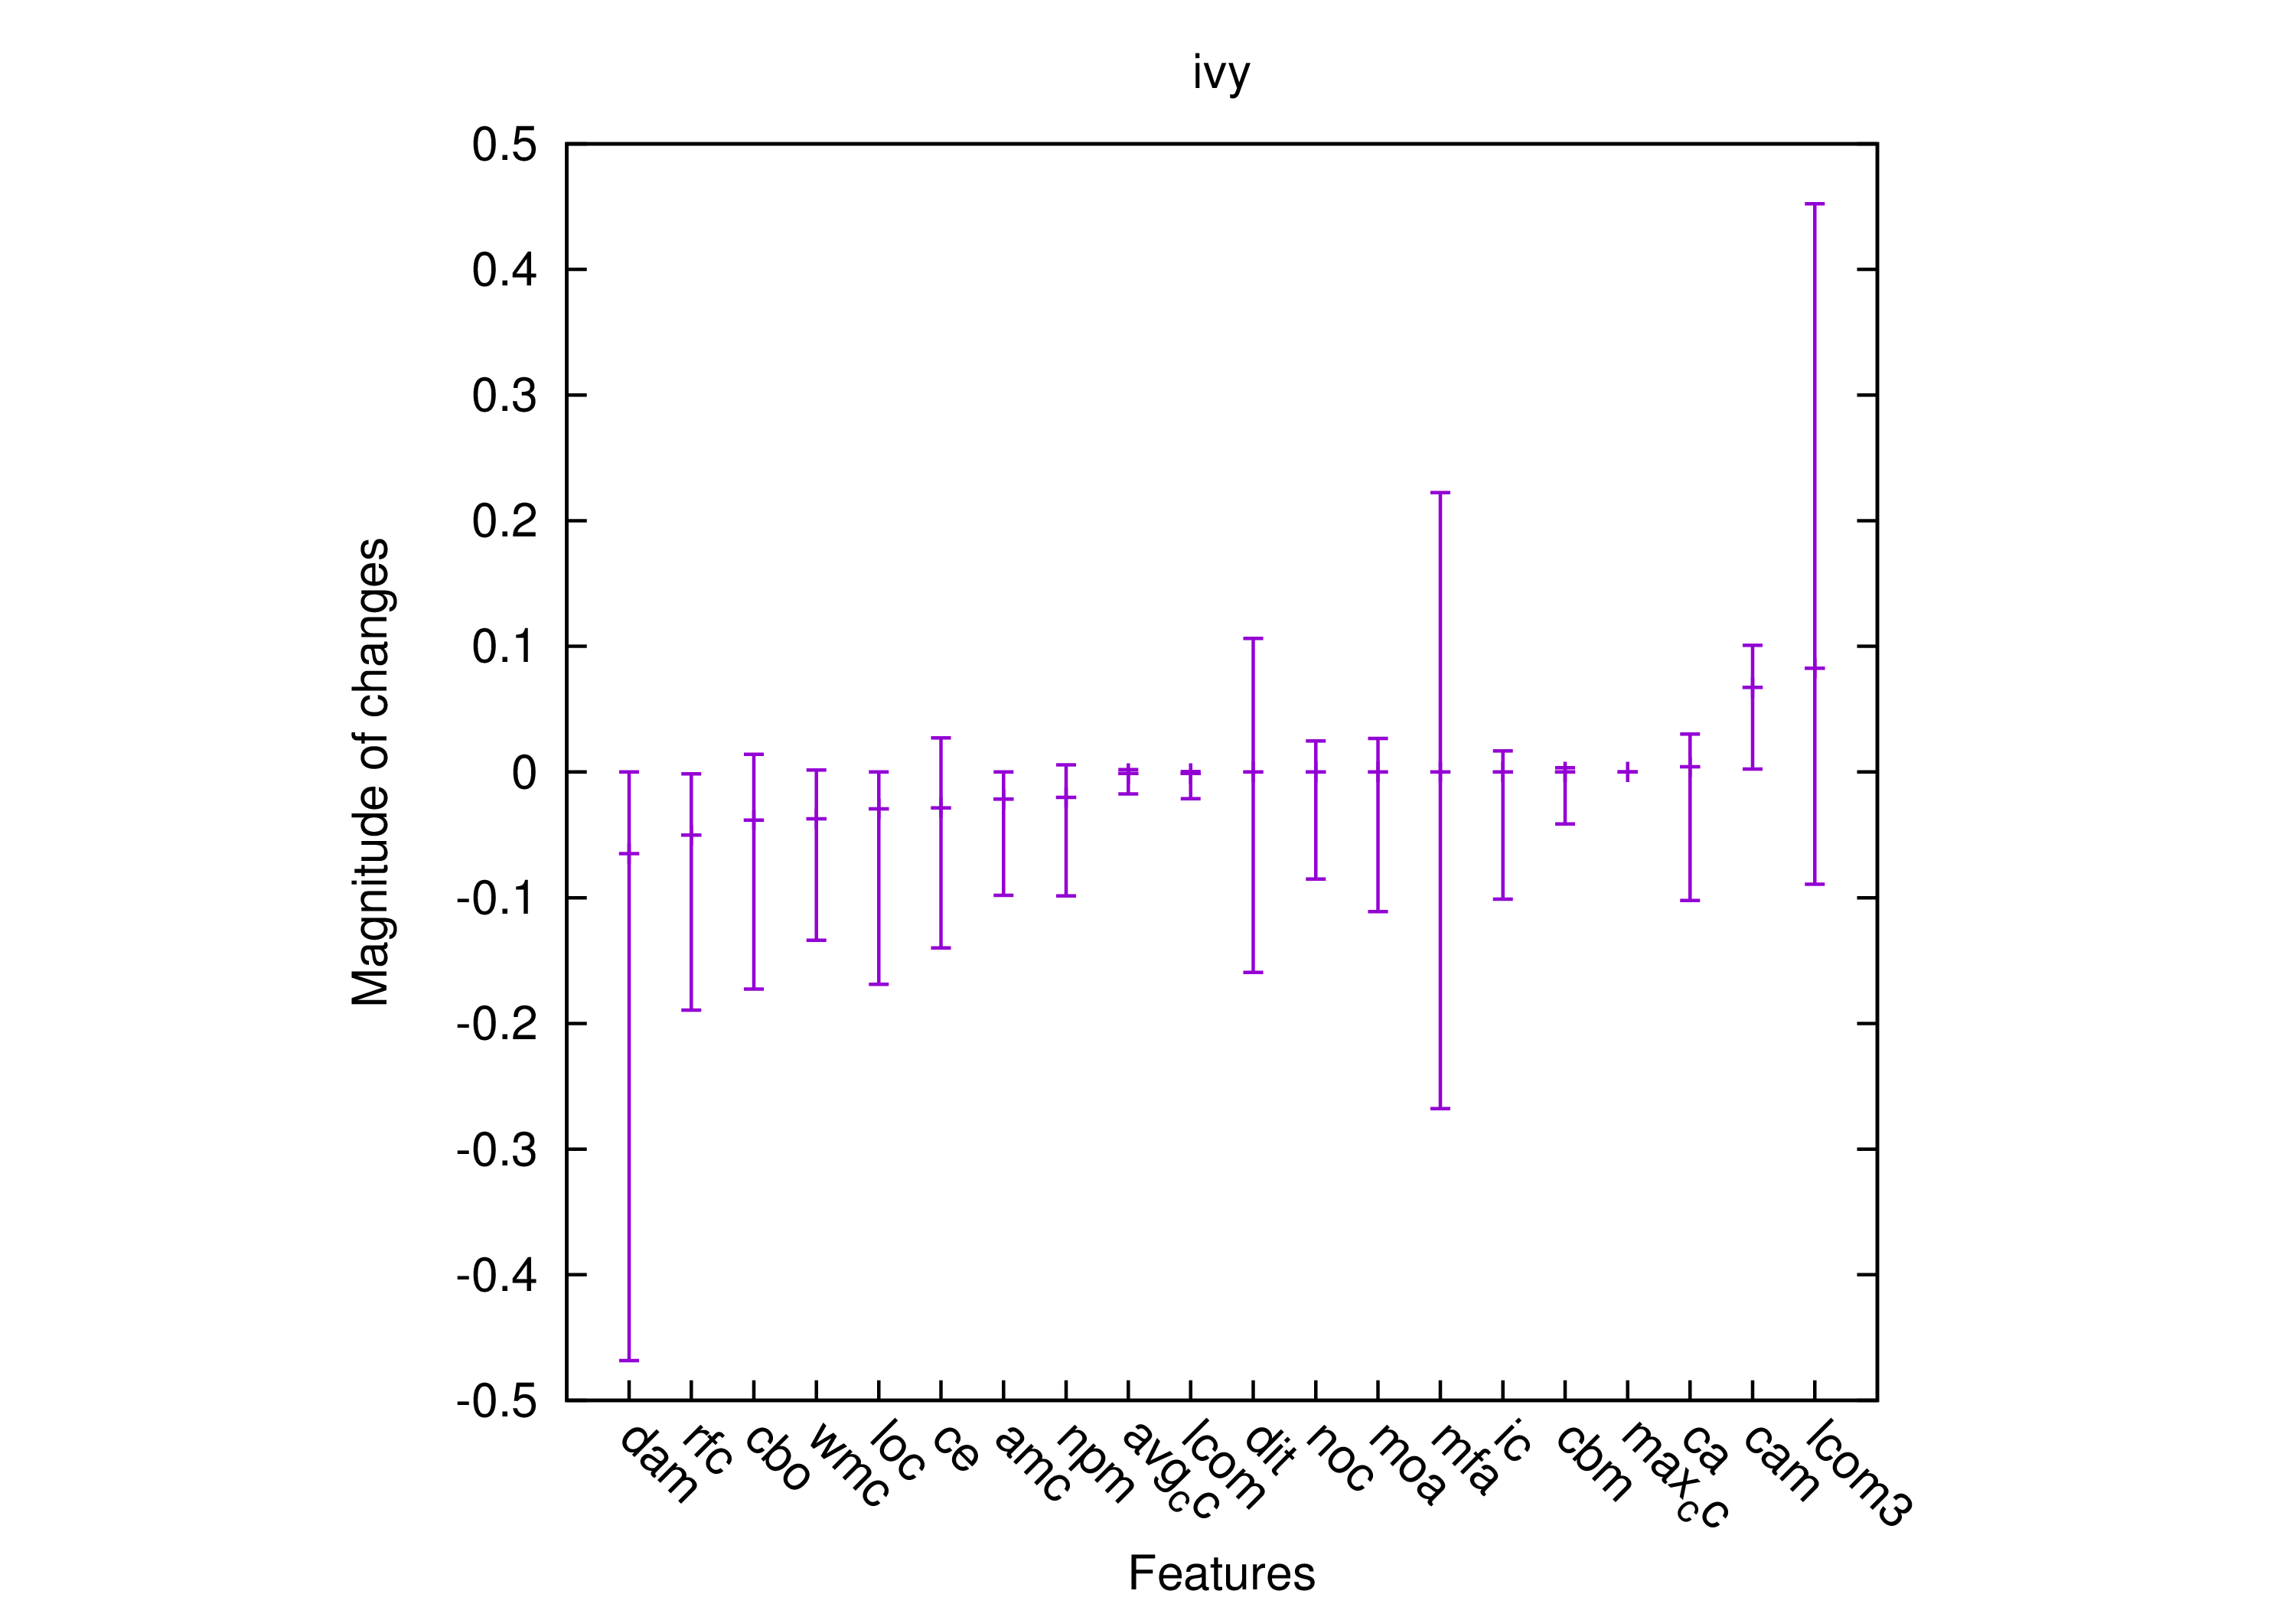 ivy
0.5
0.4
0.3
0.2
0.1
0
-0.1
-0.2
-0.3
-0.4
-0.5
Magnitude of changes
dam
rfc
cbo
wmc
loc
ce
amc
npm
avgcc
lcom
dit
noc
moa
mfa
ic
cbm
maxcc
ca
cam
lcom3
Features